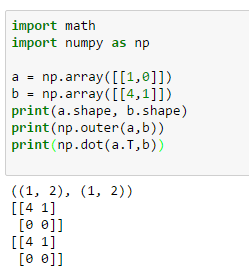 import math
import numpy as np
a = np.array([[1,0]])
b = np.array([[4,1]])
print(a.shape, b.shape)
print(np.outer(a,b))
print(np.dot(a.T,b))
((1, 2), (1, 2))
[[4 1]
 [0 0]]
[[4 1]
 [0 0]]